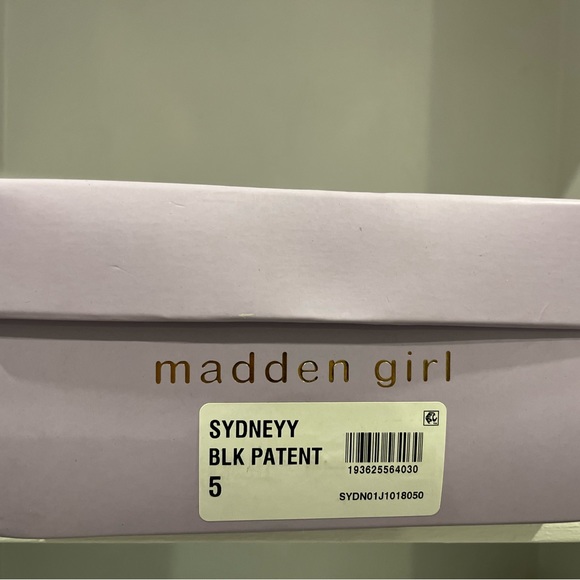 madden girl
SYDNEYY
BLK PATENT
5
193625564030
SYDN01J1018050